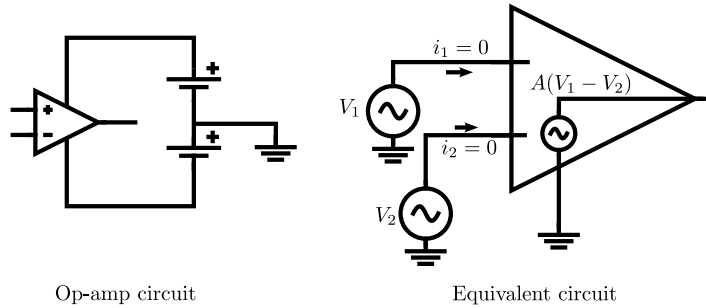 +
+
+
−
i₁ = 0
A(V₁ − V₂)
V₁
i₂ = 0
V₂
Op-amp circuit
Equivalent circuit